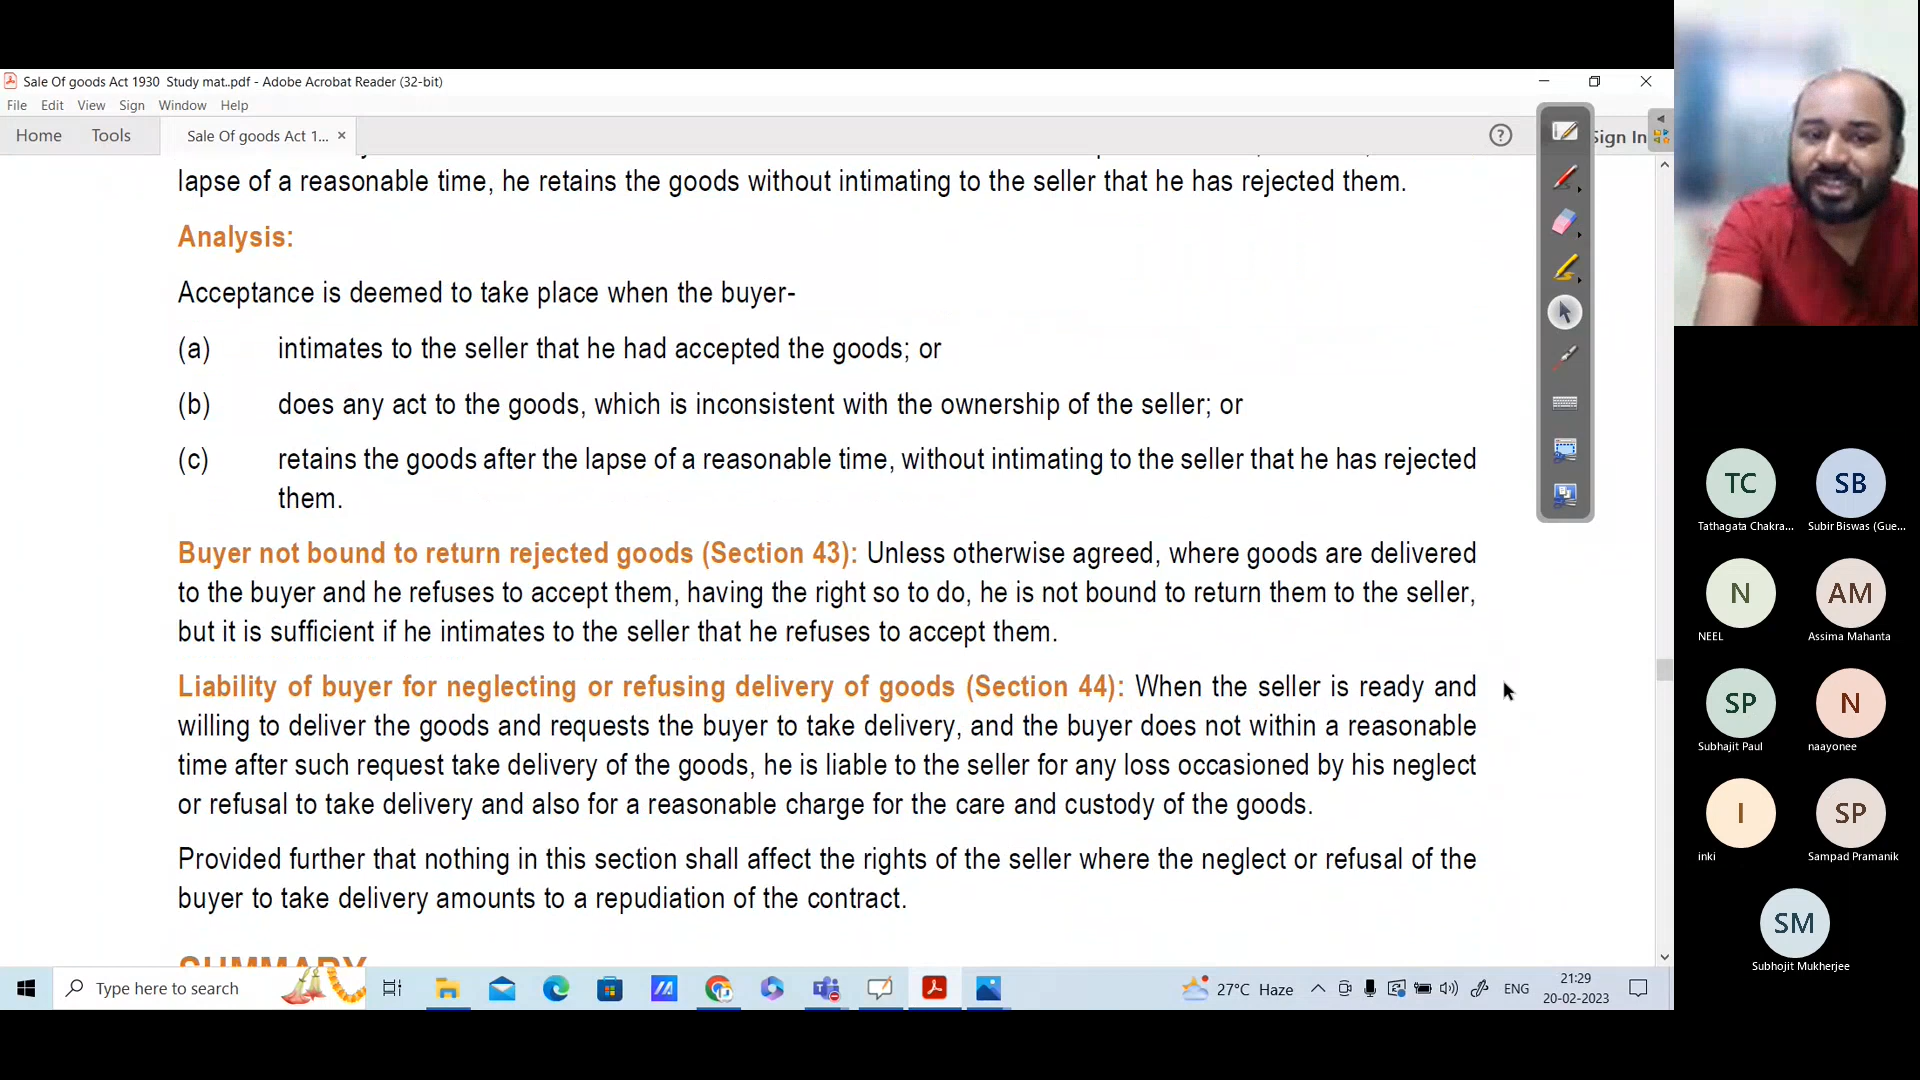 Sale Of goods Act 1930 Study mat..pdf - Adobe Acrobat Reader (32-bit)
File Edit View Sign Window Help
Home Tools Sale Of goods Act 1... × ? Sign In
lapse of a reasonable time, he retains the goods without intimating to the seller that he has rejected them.
Analysis:
Acceptance is deemed to take place when the buyer-
(a) intimates to the seller that he had accepted the goods; or
(b) does any act to the goods, which is inconsistent with the ownership of the seller; or
(c) retains the goods after the lapse of a reasonable time, without intimating to the seller that he has rejected
them.
Buyer not bound to return rejected goods (Section 43): Unless otherwise agreed, where goods are delivered
to the buyer and he refuses to accept them, having the right so to do, he is not bound to return them to the seller,
but it is sufficient if he intimates to the seller that he refuses to accept them.
Liability of buyer for neglecting or refusing delivery of goods (Section 44): When the seller is ready and
willing to deliver the goods and requests the buyer to take delivery, and the buyer does not within a reasonable
time after such request take delivery of the goods, he is liable to the seller for any loss occasioned by his neglect
or refusal to take delivery and also for a reasonable charge for the care and custody of the goods.
Provided further that nothing in this section shall affect the rights of the seller where the neglect or refusal of the
buyer to take delivery amounts to a repudiation of the contract.
SUMMARY
Type here to search
27°C Haze
ENG
21:29
20-02-2023
TC SB
Tathagata Chakra... Subir Biswas (Gue...
N AM
NEEL Assima Mahanta
SP N
Subhajit Paul naayonee
I SP
inki Sampad Pramanik
SM
Subhojit Mukherjee